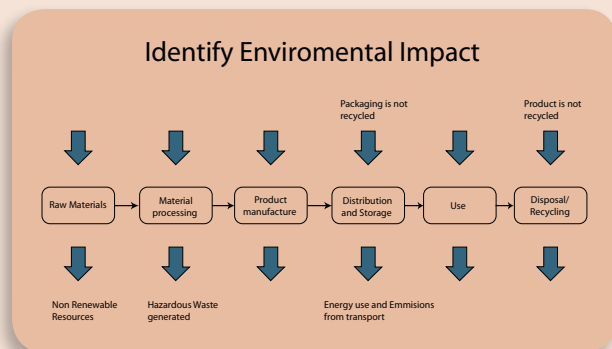 Identify Enviromental Impact
Packaging is not
recycled
Product is not
recycled
Raw Materials
Material
processing
Product
manufacture
Distribution
and Storage
Use
Disposal/
Recycling
Non Renewable
Resources
Hazardous Waste
generated
Energy use and Emmisions
from transport